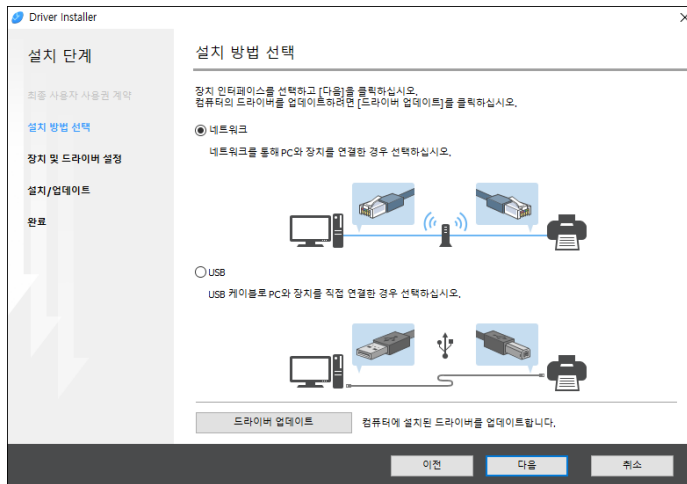 Driver Installer
설치 단계
최종 사용자 사용권 계약
설치 방법 선택
장치 및 드라이버 설정
설치/업데이트
완료
설치 방법 선택
장치 인터페이스를 선택하고 [다음]을 클릭하십시오.
컴퓨터의 드라이버를 업데이트하려면 [드라이버 업데이트]를 클릭하십시오.
네트워크
네트워크를 통해 PC와 장치를 연결한 경우 선택하십시오.
USB
USB 케이블로 PC와 장치를 직접 연결한 경우 선택하십시오.
드라이버 업데이트
컴퓨터에 설치된 드라이버를 업데이트합니다.
이전
다음
취소